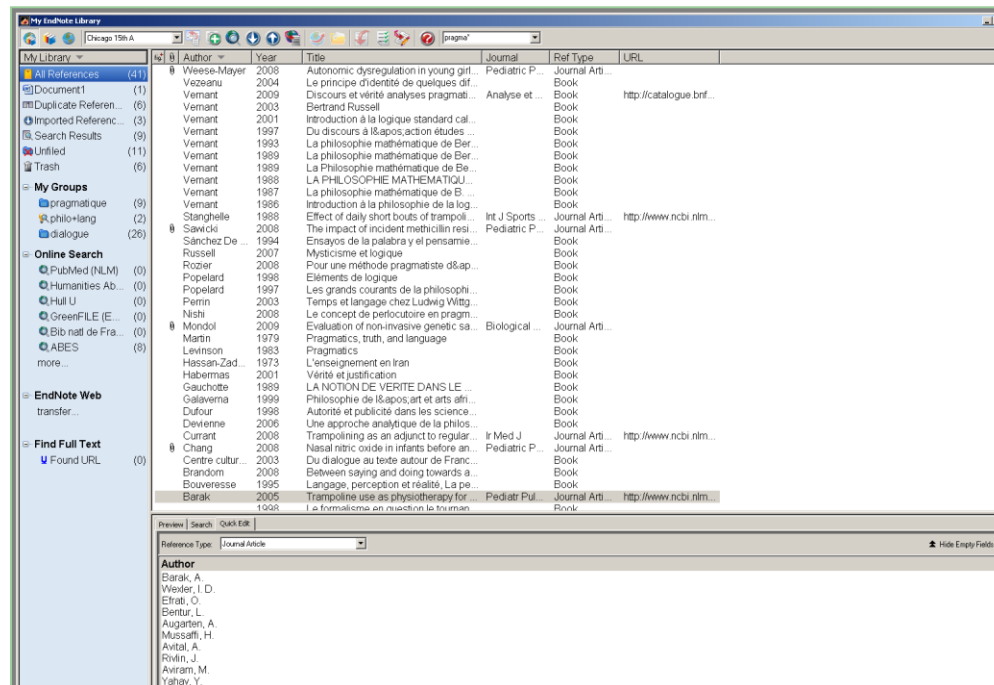 My EndNote Library
Chicago 15th A
pragma"
My Library
All References (41)
Document1 (1)
Duplicate Referen... (6)
Imported Referenc... (3)
Search Results (9)
Unfiled (11)
Trash (6)
My Groups
pragmatique (9)
philo+lang (2)
dialogue (26)
Online Search
PubMed (NLM) (0)
Humanities Ab... (0)
Hull U (0)
GreenFILE (E... (0)
Bib natl de Fra... (0)
ABES (8)
more...
EndNote Web
transfer...
Find Full Text
Found URL (0)
Author Year Title Journal Ref Type URL
Weese-Mayer 2008 Autonomic dysregulation in young girl... Pediatric P... Journal Arti...
Vezeanu 2004 Le principe d'identité de quelques dif... Book
Vernant 2009 Discours et vérité analyses pragmati... Analyse et ... Book http://catalogue.bnf...
Vernant 2003 Bertrand Russell Book
Vernant 2001 Introduction à la logique standard cal... Book
Vernant 1997 Du discours à l&apos;action études ... Book
Vernant 1993 La philosophie mathématique de Ber... Book
Vernant 1989 La philosophie mathématique de Ber... Book
Vernant 1989 La Philosophie mathématique de Be... Book
Vernant 1988 LA PHILOSOPHIE MATHEMATIQU... Book
Vernant 1987 La philosophie mathématique de B. ... Book
Vernant 1986 Introduction à la philosophie de la log... Book
Stanghelle 1988 Effect of daily short bouts of trampoli... Int J Sports ... Journal Arti... http://www.ncbi.nlm...
Sawicki 2008 The impact of incident methicillin resi... Pediatric P... Journal Arti...
Sánchez De ... 1994 Ensayos de la palabra y el pensamie... Book
Russell 2007 Mysticisme et logique Book
Rozier 2008 Pour une méthode pragmatiste d&ap... Book
Popelard 1998 Eléments de logique Book
Popelard 1997 Les grands courants de la philosophi... Book
Perrin 2003 Temps et langage chez Ludwig Wittg... Book
Nishi 2008 Le concept de perlocutoire en pragm... Book
Mondol 2009 Evaluation of non-invasive genetic sa... Biological ... Journal Arti...
Martin 1979 Pragmatics, truth, and language Book
Levinson 1983 Pragmatics Book
Hassan-Zad... 1973 L'enseignement en Iran Book
Habermas 2001 Vérité et justification Book
Gauchotte 1989 LA NOTION DE VERITE DANS LE ... Book
Galaverna 1999 Philosophie de l&apos;art et arts afri... Book
Dufour 1998 Autorité et publicité dans les science... Book
Devienne 2006 Une approche analytique de la philos... Book
Currant 2008 Trampolining as an adjunct to regular... Ir Med J Journal Arti... http://www.ncbi.nlm...
Chang 2008 Nasal nitric oxide in infants before an... Pediatric P... Journal Arti...
Centre cultur... 2003 Du dialogue au texte autour de Franc... Book
Brandom 2008 Between saying and doing towards a... Book
Bouveresse 1995 Langage, perception et réalité, La pe... Book
Barak 2005 Trampoline use as physiotherapy for ... Pediatr Pul... Journal Arti... http://www.ncbi.nlm...
1998 Le formalisme en question le tournan... Book
Preview Search Quick Edit
Reference Type: Journal Article Hide Empty Fields
Author
Barak, A.
Wexler, I. D.
Efrati, O.
Bentur, L.
Augarten, A.
Mussaffi, H.
Avital, A.
Rivlin, J.
Aviram, M.
Yahav, Y.